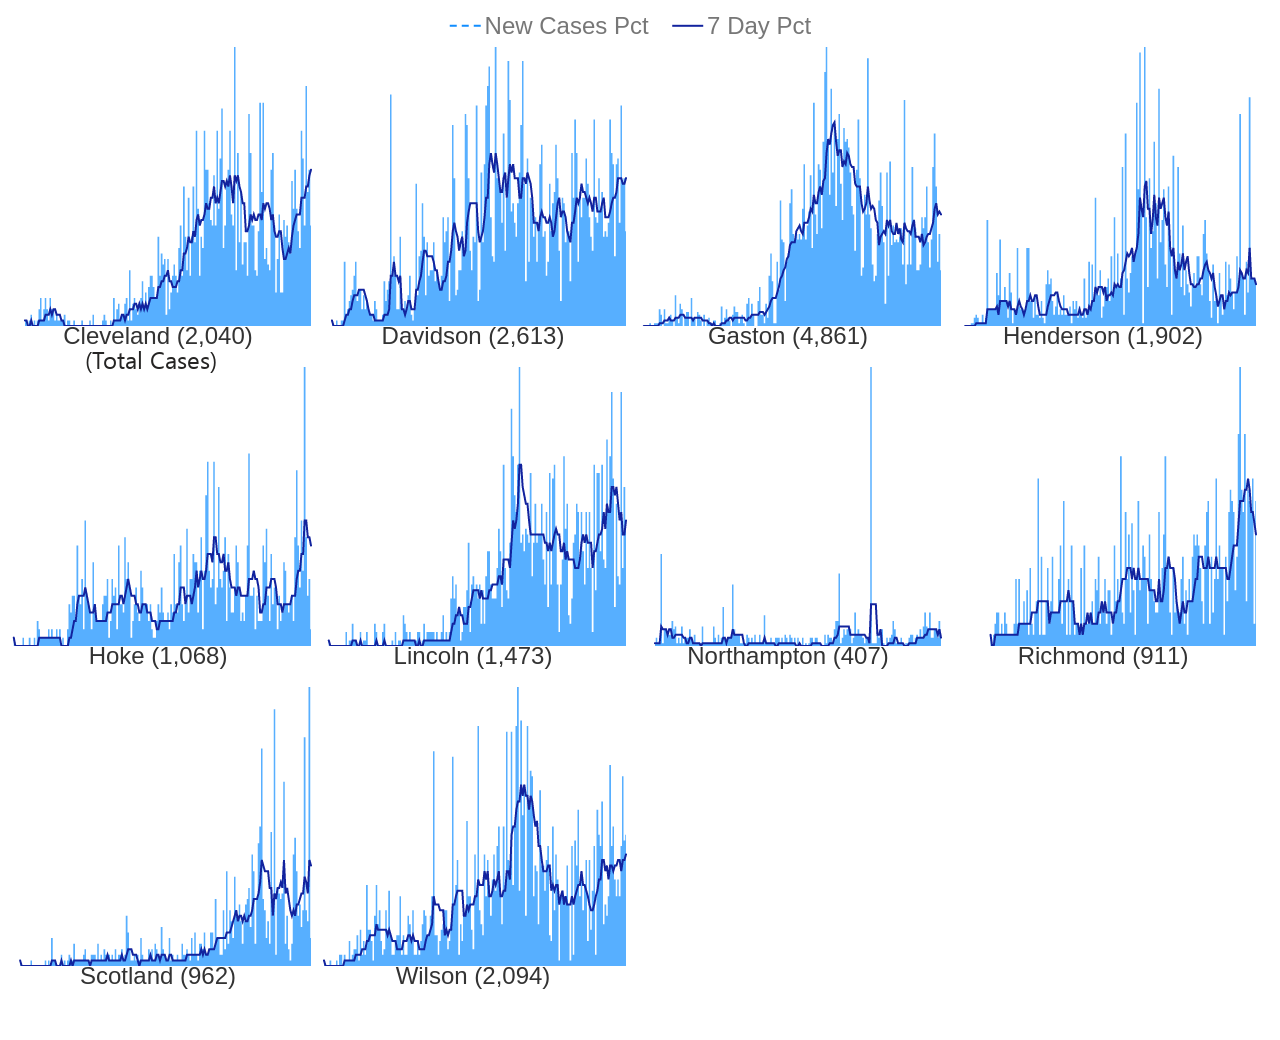 New Cases Pct 7 Day Pct
Cleveland (2,040) Davidson (2,613) Gaston (4,861) Henderson (1,902)
(Total Cases)
Hoke (1,068) Lincoln (1,473) Northampton (407) Richmond (911)
Scotland (962) Wilson (2,094)